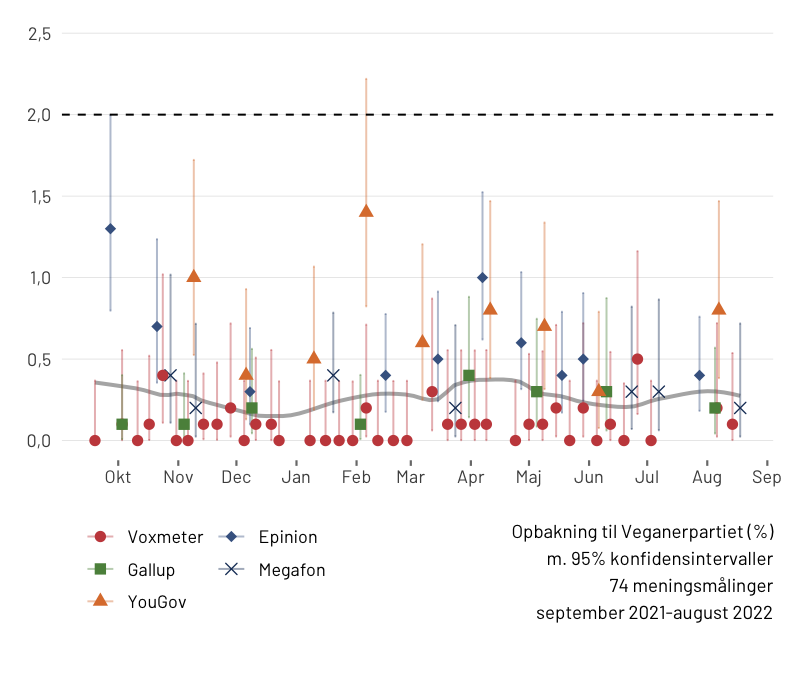 2,5
2,0
1,5
1,0
0,5
0,0
Okt Nov Dec Jan Feb Mar Apr Maj Jun Jul Aug Sep
Voxmeter Epinion
Gallup Megafon
YouGov
Opbakning til Veganerpartiet (%)
m. 95% konfidensintervaller
74 meningsmålinger
september 2021-august 2022